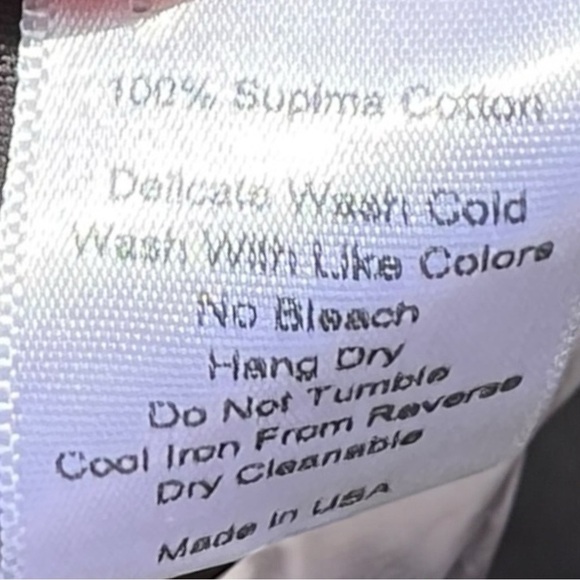 100% Supima Cotton
Delicate Wash Cold
Wash With Like Colors
No Bleach
Hang Dry
Do Not Tumble
Cool Iron From Reverse
Dry Cleanable
Made in USA